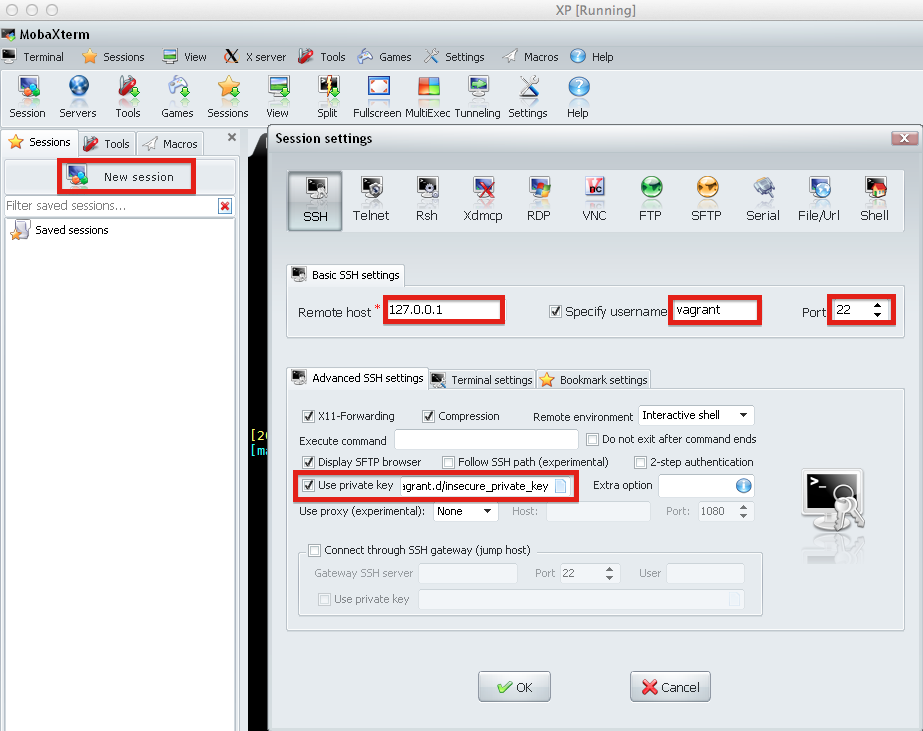 XP [Running]
MobaXterm
Terminal Sessions View X server Tools Games Settings Macros Help
Session Servers Tools Games Sessions View Split Fullscreen MultiExec Tunneling Settings Help
Sessions Tools Macros
New session
Filter saved sessions...
Saved sessions
Session settings
SSH Telnet Rsh Xdmcp RDP VNC FTP SFTP Serial File/Url Shell
Basic SSH settings
Remote host * 127.0.0.1 Specify username vagrant Port 22
Advanced SSH settings Terminal settings Bookmark settings
X11-Forwarding Compression Remote environment Interactive shell
Execute command Do not exit after command ends
Display SFTP browser Follow SSH path (experimental) 2-step authentication
Use private key agrant.d/insecure_private_key Extra option
Use proxy (experimental): None Host: Port: 1080
Connect through SSH gateway (jump host)
Gateway SSH server Port 22 User
Use private key
OK Cancel